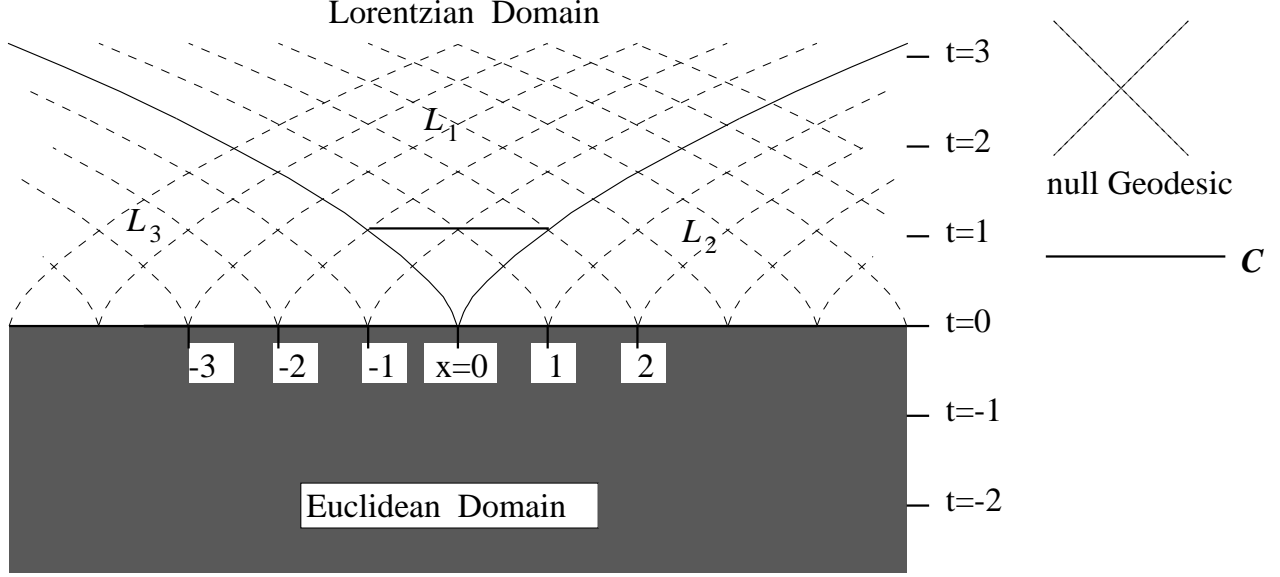 Lorentzian Domain
t=3
L1
t=2
null Geodesic
L3
L2
t=1
C
t=0
-3 -2 -1 x=0 1 2
t=-1
Euclidean Domain
t=-2